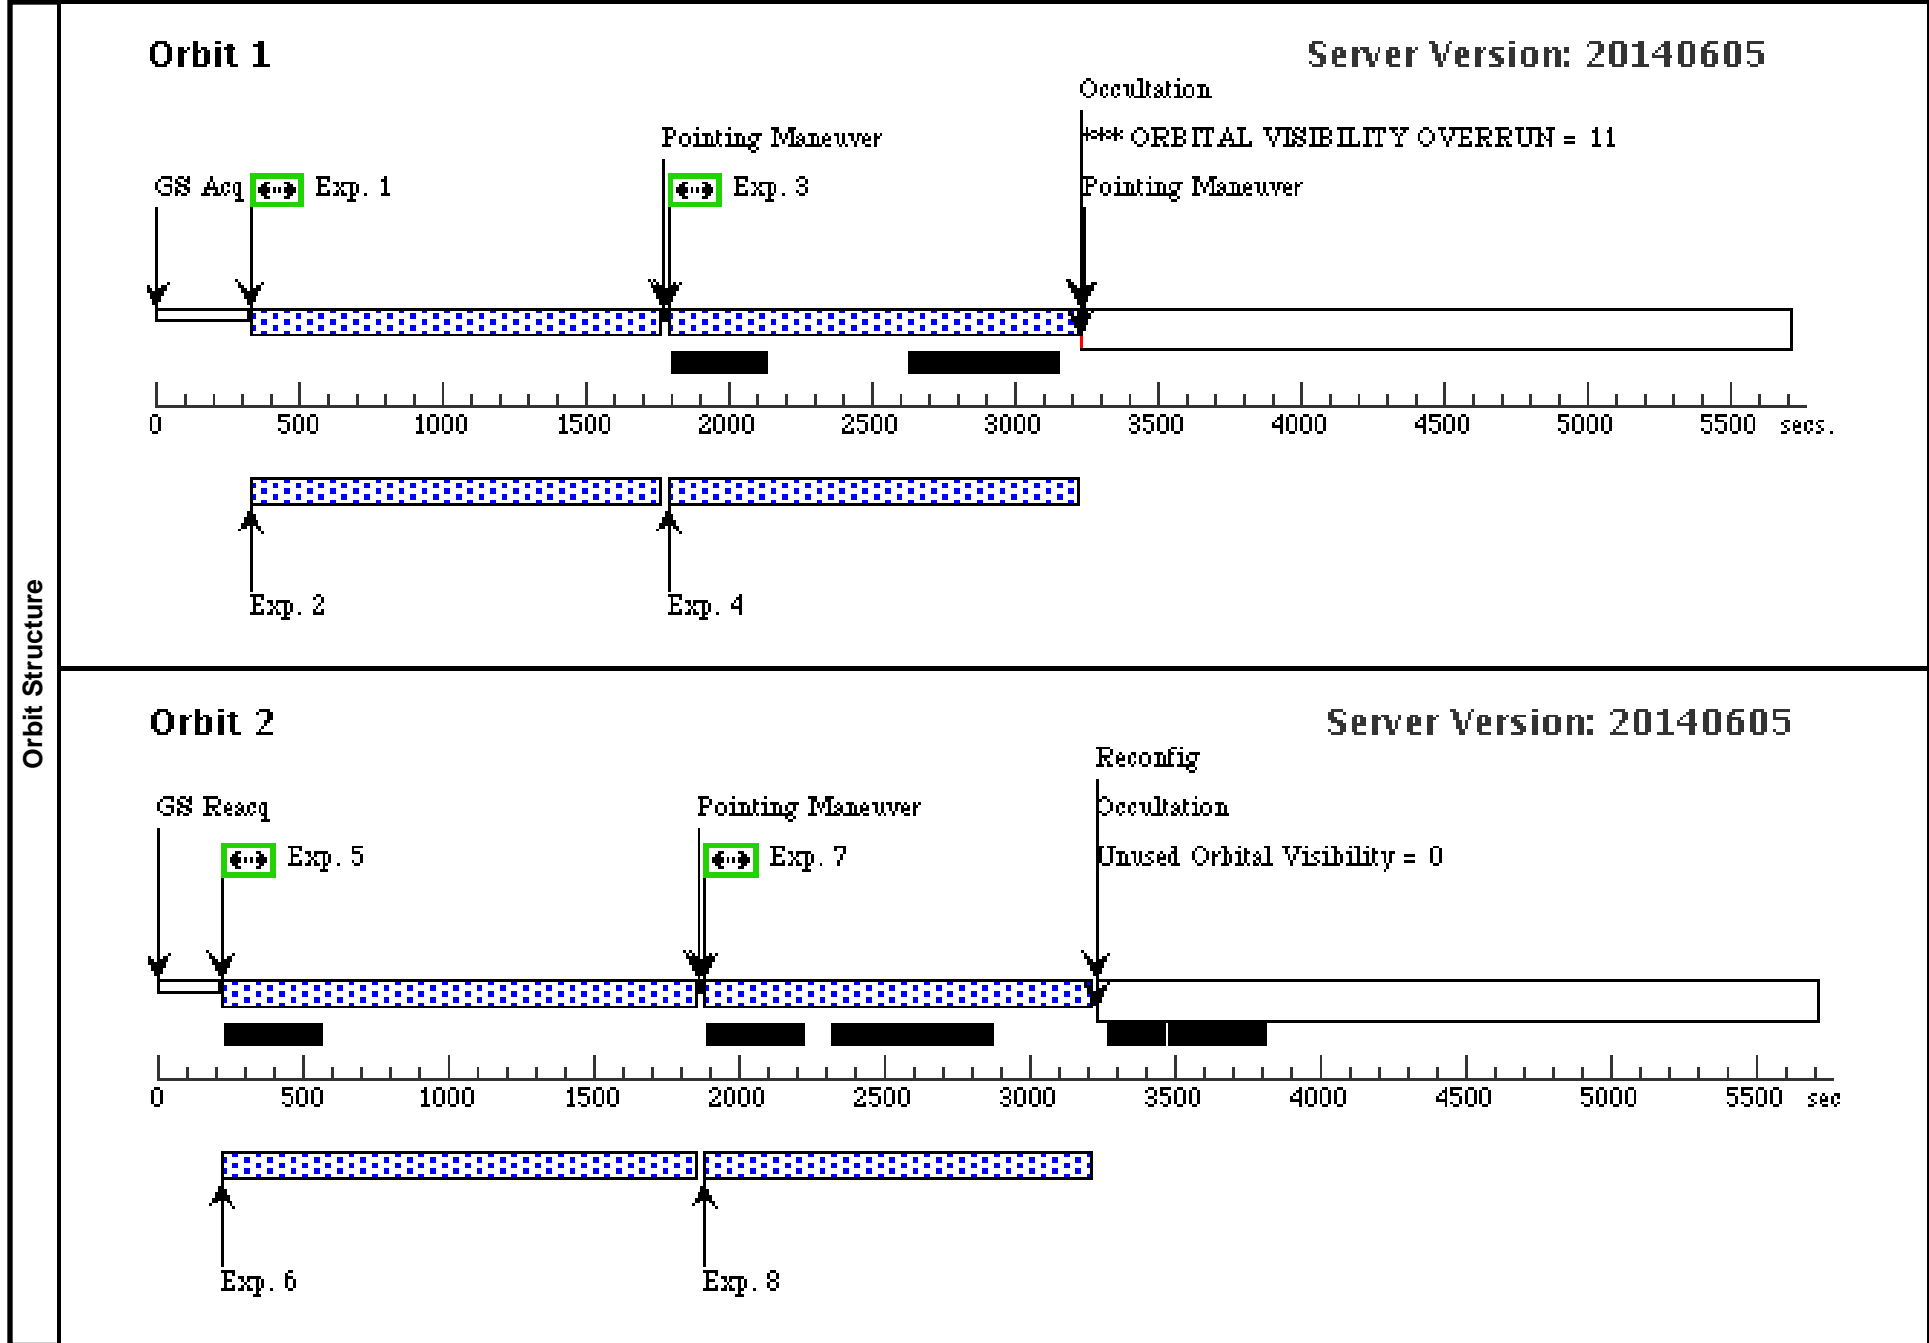 Orbit Structure
Orbit 1
Server Version: 20140605
Occultation
Pointing Maneuver
*** ORBITAL VISIBILITY OVERRUN = 11
GS Acq
Exp. 1
Exp. 3
Pointing Maneuver
0 500 1000 1500 2000 2500 3000 3500 4000 4500 5000 5500 secs.
Exp. 2
Exp. 4
Orbit 2
Server Version: 20140605
Reconfig
GS Reacq
Pointing Maneuver
Occultation
Exp. 5
Exp. 7
Unused Orbital Visibility = 0
0 500 1000 1500 2000 2500 3000 3500 4000 4500 5000 5500 sec
Exp. 6
Exp. 8